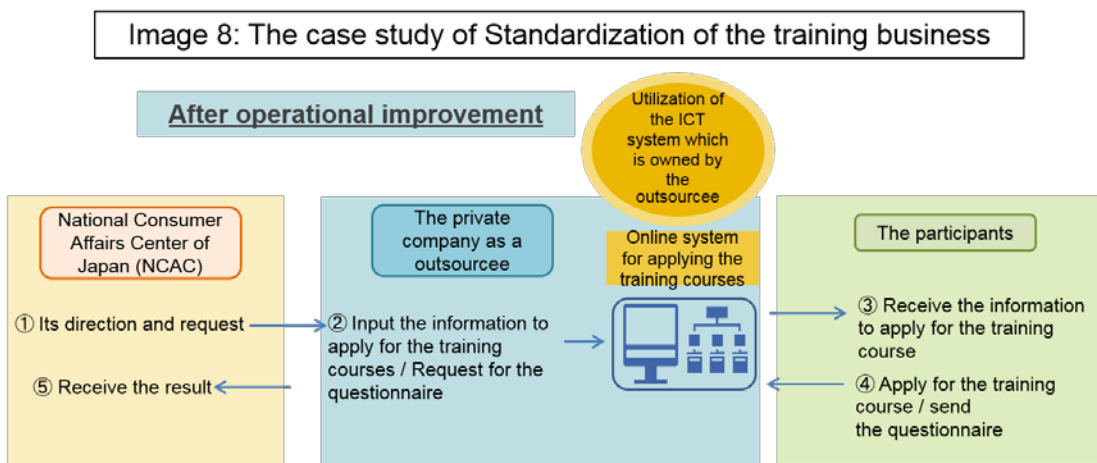 Image 8: The case study of Standardization of the training business
After operational improvement
Utilization of
the ICT
system which
is owned by
the
outsourcee
National Consumer
Affairs Center of
Japan (NCAC)
① Its direction and request
⑤ Receive the result
The private
company as a
outsourcee
② Input the information to
apply for the training
courses / Request for the
questionnaire
Online system
for applying the
training courses
The participants
③ Receive the information
to apply for the training
course
④ Apply for the training
course / send
the questionnaire